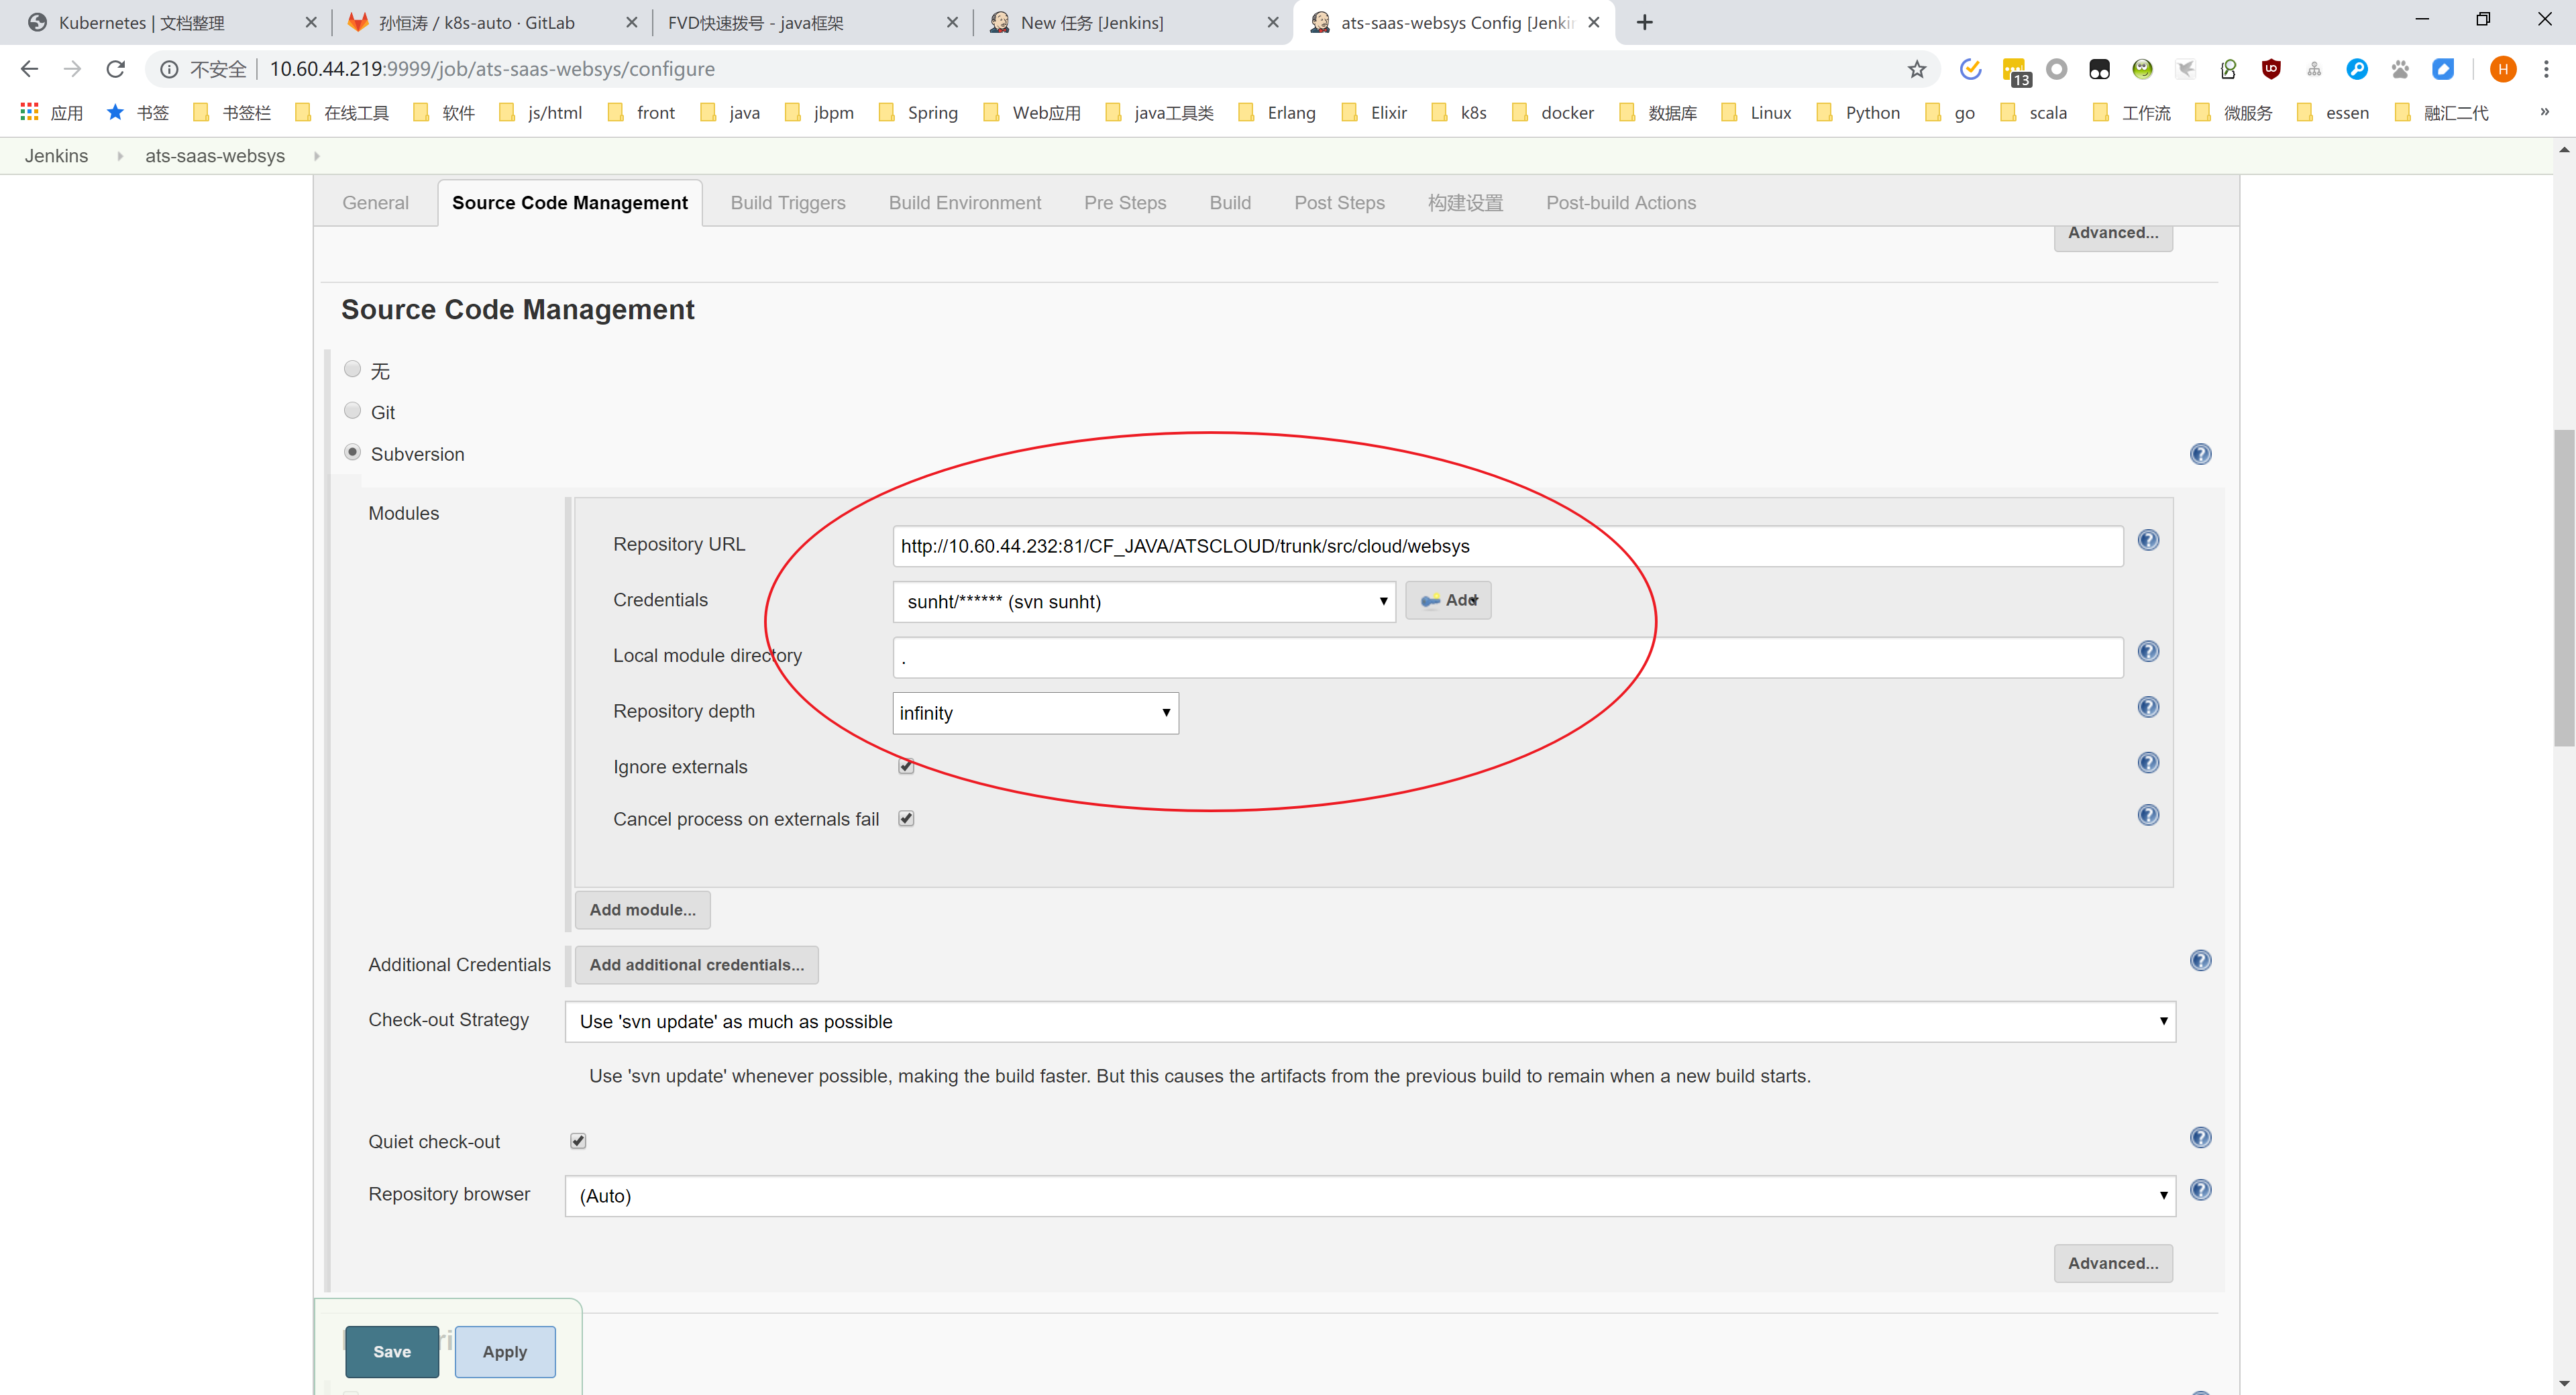 Kubernetes | 文档整理
孙恒涛 / k8s-auto · GitLab
FVD快速拨号 - java框架
New 任务 [Jenkins]
ats-saas-websys Config [Jenki
不安全 | 10.60.44.219:9999/job/ats-saas-websys/configure
13
H
应用 书签 书签栏 在线工具 软件 js/html front java jbpm Spring Web应用 java工具类 Erlang Elixir k8s docker 数据库 Linux Python go scala 工作流 微服务 essen 融汇二代 »
Jenkins ats-saas-websys
General Source Code Management Build Triggers Build Environment Pre Steps Build Post Steps 构建设置 Post-build Actions
Advanced...
Source Code Management
无
Git
Subversion
Modules
Repository URL http://10.60.44.232:81/CF_JAVA/ATSCLOUD/trunk/src/cloud/websys
Credentials sunht/****** (svn sunht) Add
Local module directory .
Repository depth infinity
Ignore externals
Cancel process on externals fail
Add module...
Additional Credentials Add additional credentials...
Check-out Strategy Use 'svn update' as much as possible
Use 'svn update' whenever possible, making the build faster. But this causes the artifacts from the previous build to remain when a new build starts.
Quiet check-out
Repository browser (Auto)
Advanced...
Save Apply